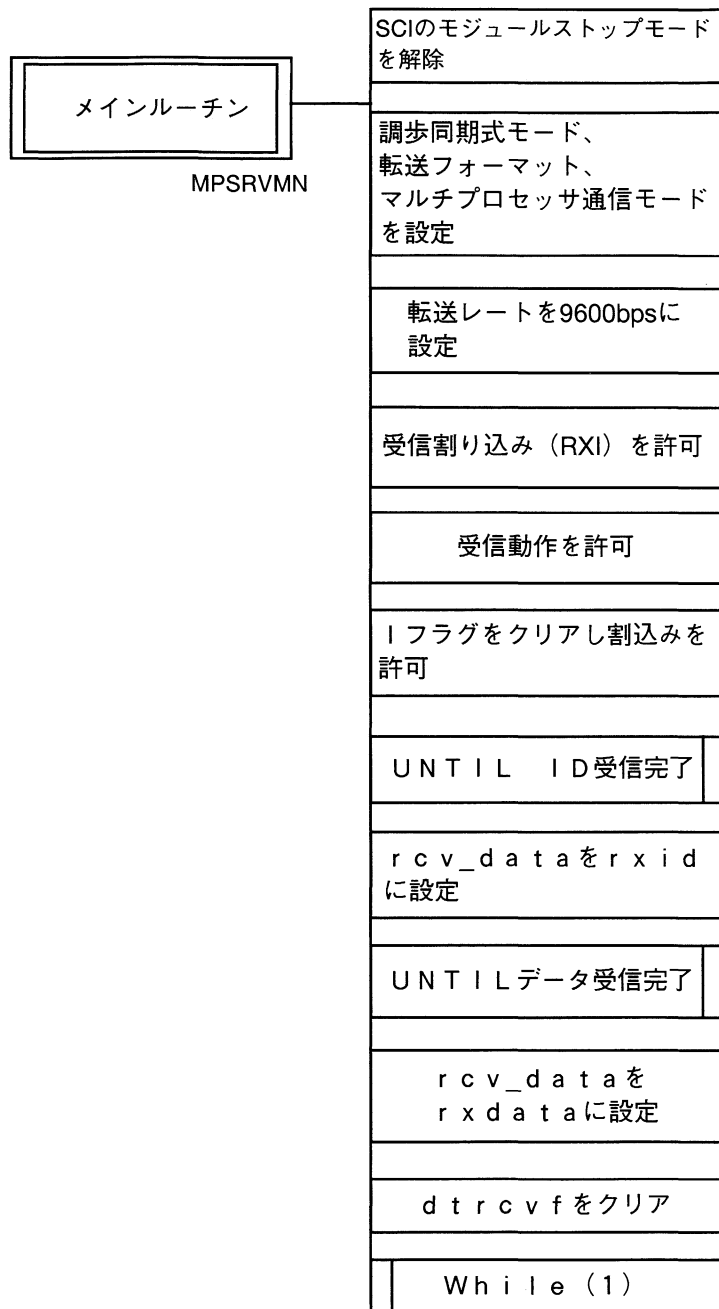 SCIのモジュールストップモード
を解除
メインルーチン
MPSRVMN
調歩同期式モード、
転送フォーマット、
マルチプロセッサ通信モード
を設定
転送レートを9600bpsに
設定
受信割り込み（RXI）を許可
受信動作を許可
Ｉフラグをクリアし割込みを
許可
ＵＮＴＩＬ　ＩＤ受信完了
ｒｃｖ_ｄａｔａをｒｘｉｄ
に設定
ＵＮＴＩＬデータ受信完了
ｒｃｖ_ｄａｔａを
ｒｘｄａｔａに設定
ｄｔｒｃｖｆをクリア
Ｗｈｉｌｅ（１）